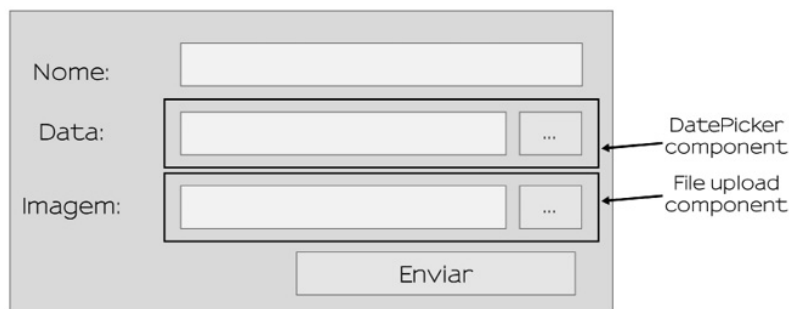 Nome:
Data:
...
DatePicker
component
Imagem:
...
File upload
component
Enviar